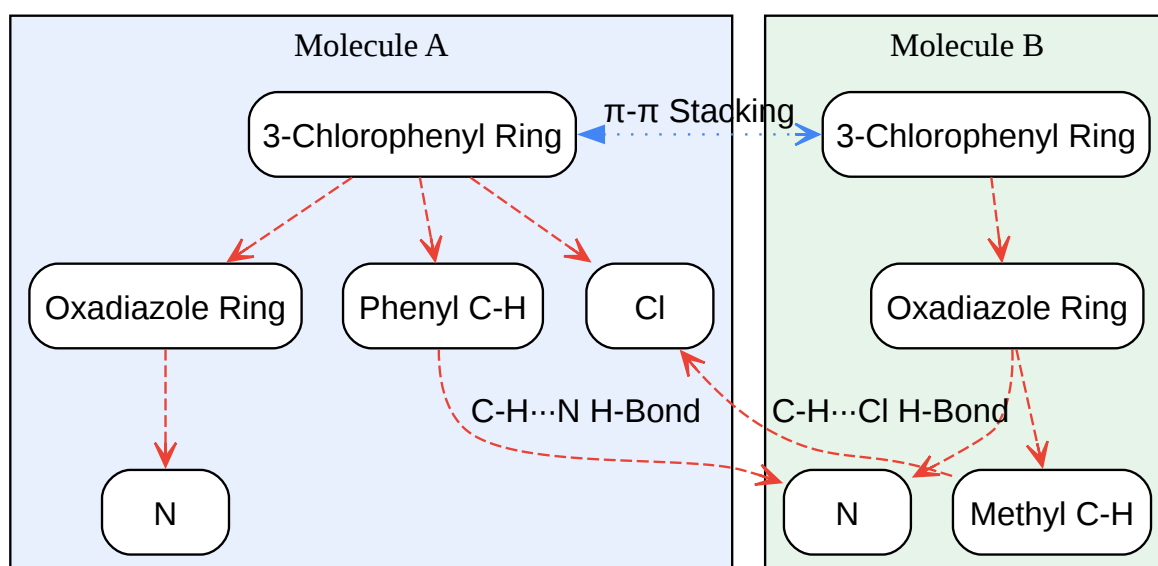 Molecule A
Molecule B
3-Chlorophenyl Ring
π-π Stacking
3-Chlorophenyl Ring
Oxadiazole Ring
Phenyl C-H
Cl
Oxadiazole Ring
C-H···N H-Bond
C-H···Cl H-Bond
N
N
Methyl C-H